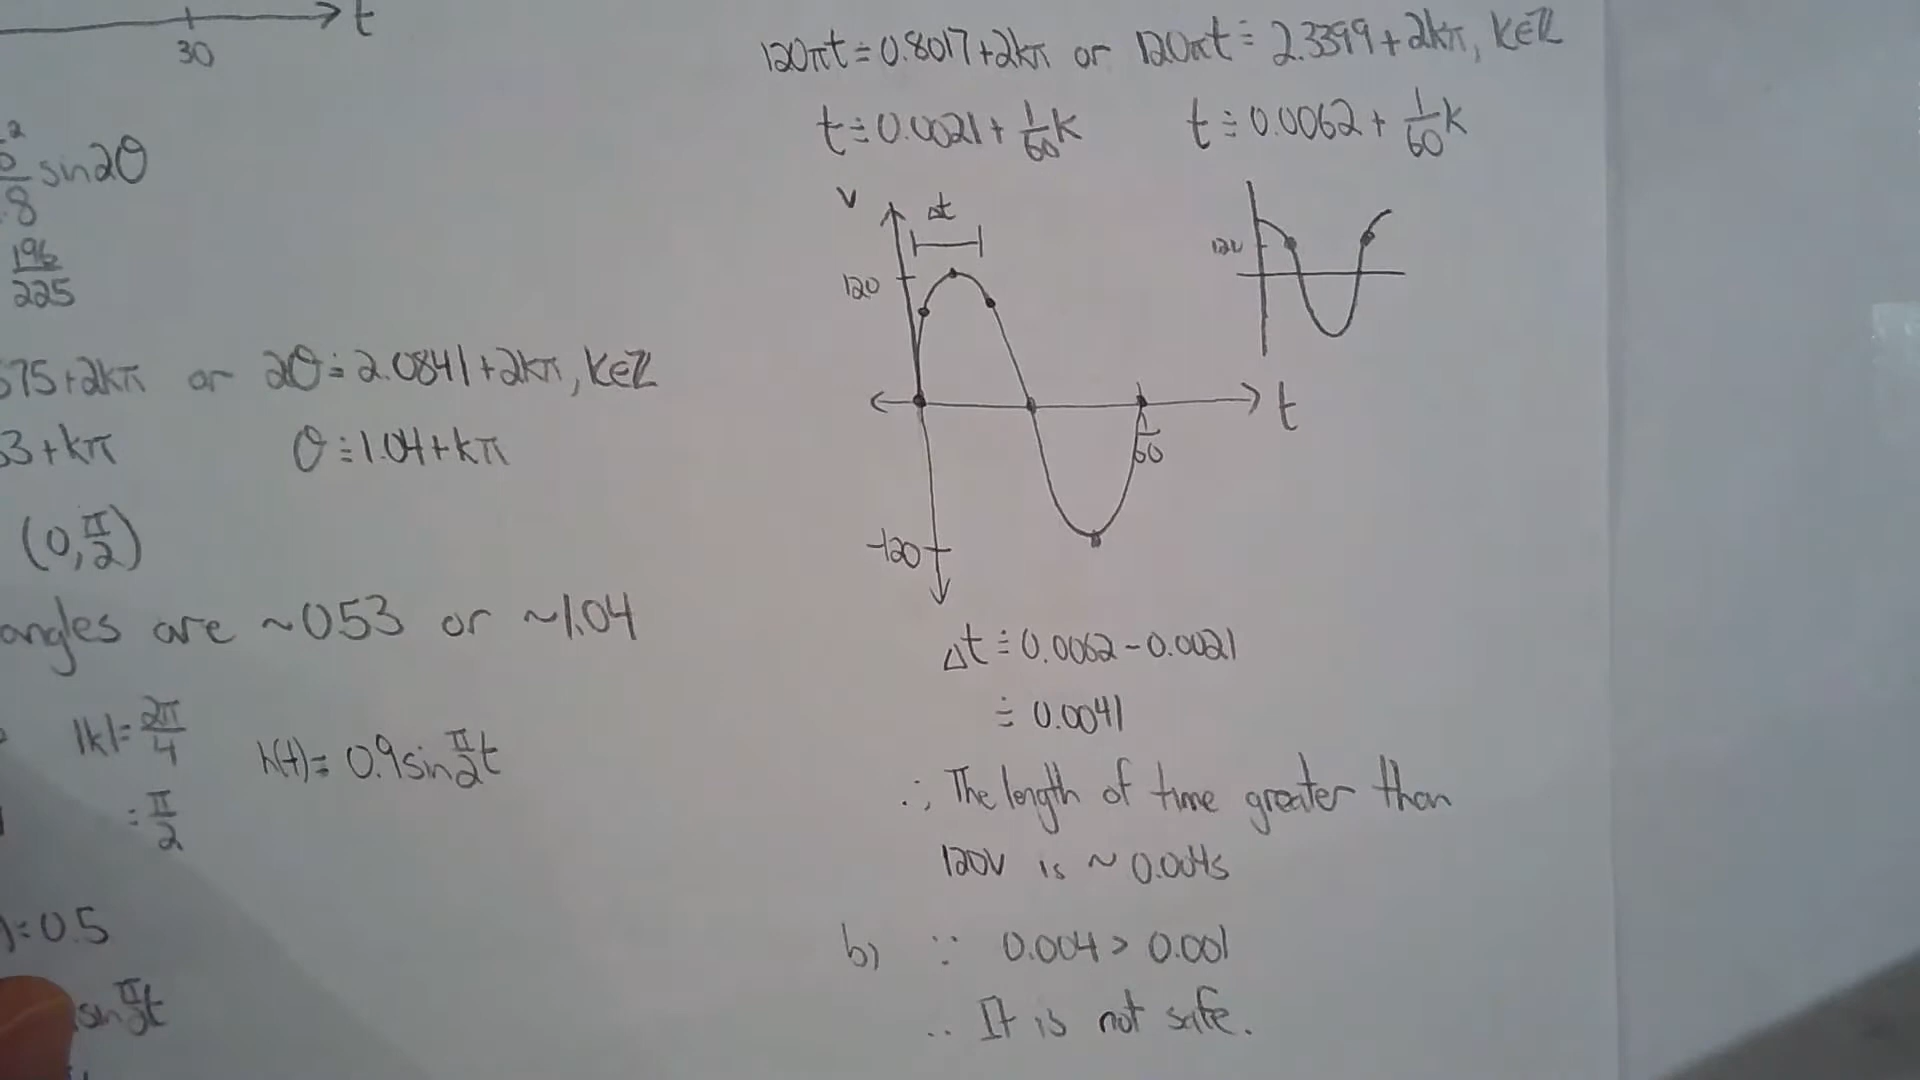 t
30
2
8
sin2θ
196
225
75+2kπ or 2θ≐2.0841+2kπ, k∈ℤ
3+kπ θ≐1.04+kπ
(0, π/2)
angles are ~0.53 or ~1.04
|k|= 2π/4
= π/2
h(t)= 0.9sin π/2 t
)=0.5
sin π/2 t
120πt≐0.8017+2kπ or 120πt≐2.3399+2kπ, k∈ℤ
t≐0.0021+ 1/60 k t≐0.0062+ 1/60 k
V
Δt
120
t
1/60
-120
120
Δt≐0.0062-0.0021
≐ 0.0041
∴ The length of time greater than
120V is ~ 0.004s
b) ∵ 0.004 > 0.001
∴ It is not safe.